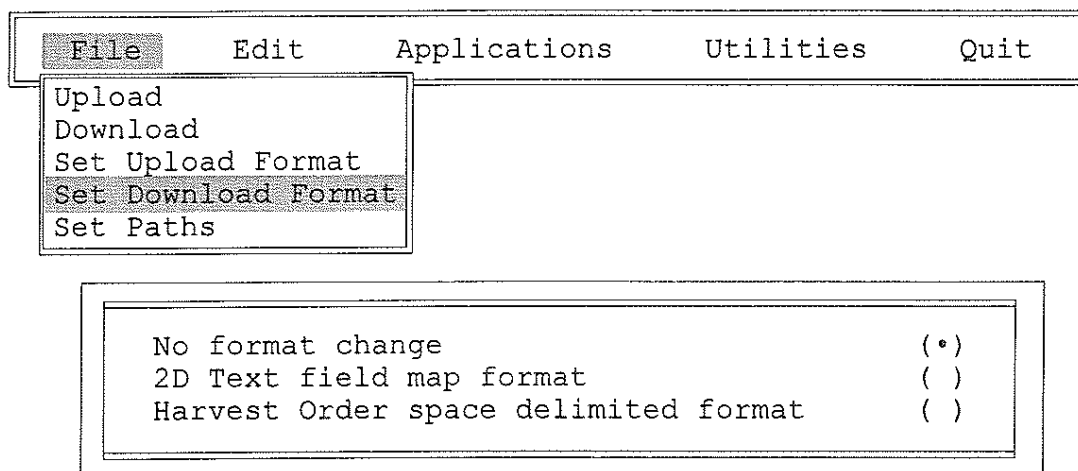 File Edit Applications Utilities Quit
Upload
Download
Set Upload Format
Set Download Format
Set Paths
No format change (•)
2D Text field map format ( )
Harvest Order space delimited format ( )